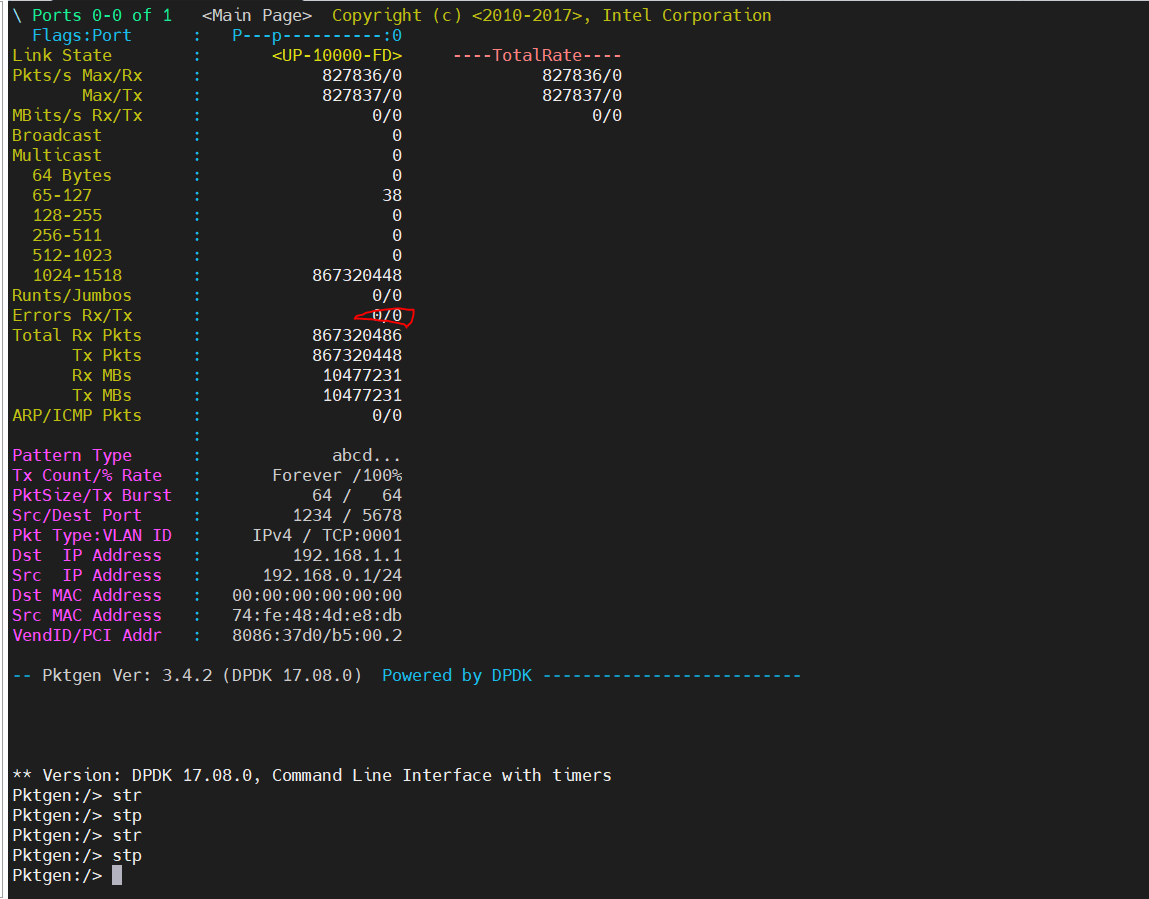 \ Ports 0-0 of 1   <Main Page>  Copyright (c) <2010-2017>, Intel Corporation
  Flags:Port      :   P---p----------:0
Link State        :       <UP-10000-FD>     ----TotalRate----
Pkts/s Max/Rx     :            827836/0              827836/0
       Max/Tx     :            827837/0              827837/0
MBits/s Rx/Tx     :                 0/0                   0/0
Broadcast         :                   0
Multicast         :                   0
  64 Bytes        :                   0
  65-127          :                  38
  128-255         :                   0
  256-511         :                   0
  512-1023        :                   0
  1024-1518       :           867320448
Runts/Jumbos      :                 0/0
Errors Rx/Tx      :                 0/0
Total Rx Pkts     :           867320486
      Tx Pkts     :           867320448
      Rx MBs      :            10477231
      Tx MBs      :            10477231
ARP/ICMP Pkts     :                 0/0
                  :
Pattern Type      :             abcd...
Tx Count/% Rate   :       Forever /100%
PktSize/Tx Burst  :           64 /   64
Src/Dest Port     :         1234 / 5678
Pkt Type:VLAN ID  :     IPv4 / TCP:0001
Dst  IP Address   :         192.168.1.1
Src  IP Address   :      192.168.0.1/24
Dst MAC Address   :   00:00:00:00:00:00
Src MAC Address   :   74:fe:48:4d:e8:db
VendID/PCI Addr   :   8086:37d0/b5:00.2
-- Pktgen Ver: 3.4.2 (DPDK 17.08.0)  Powered by DPDK --------------------------
** Version: DPDK 17.08.0, Command Line Interface with timers
Pktgen:/> str
Pktgen:/> stp
Pktgen:/> str
Pktgen:/> stp
Pktgen:/>